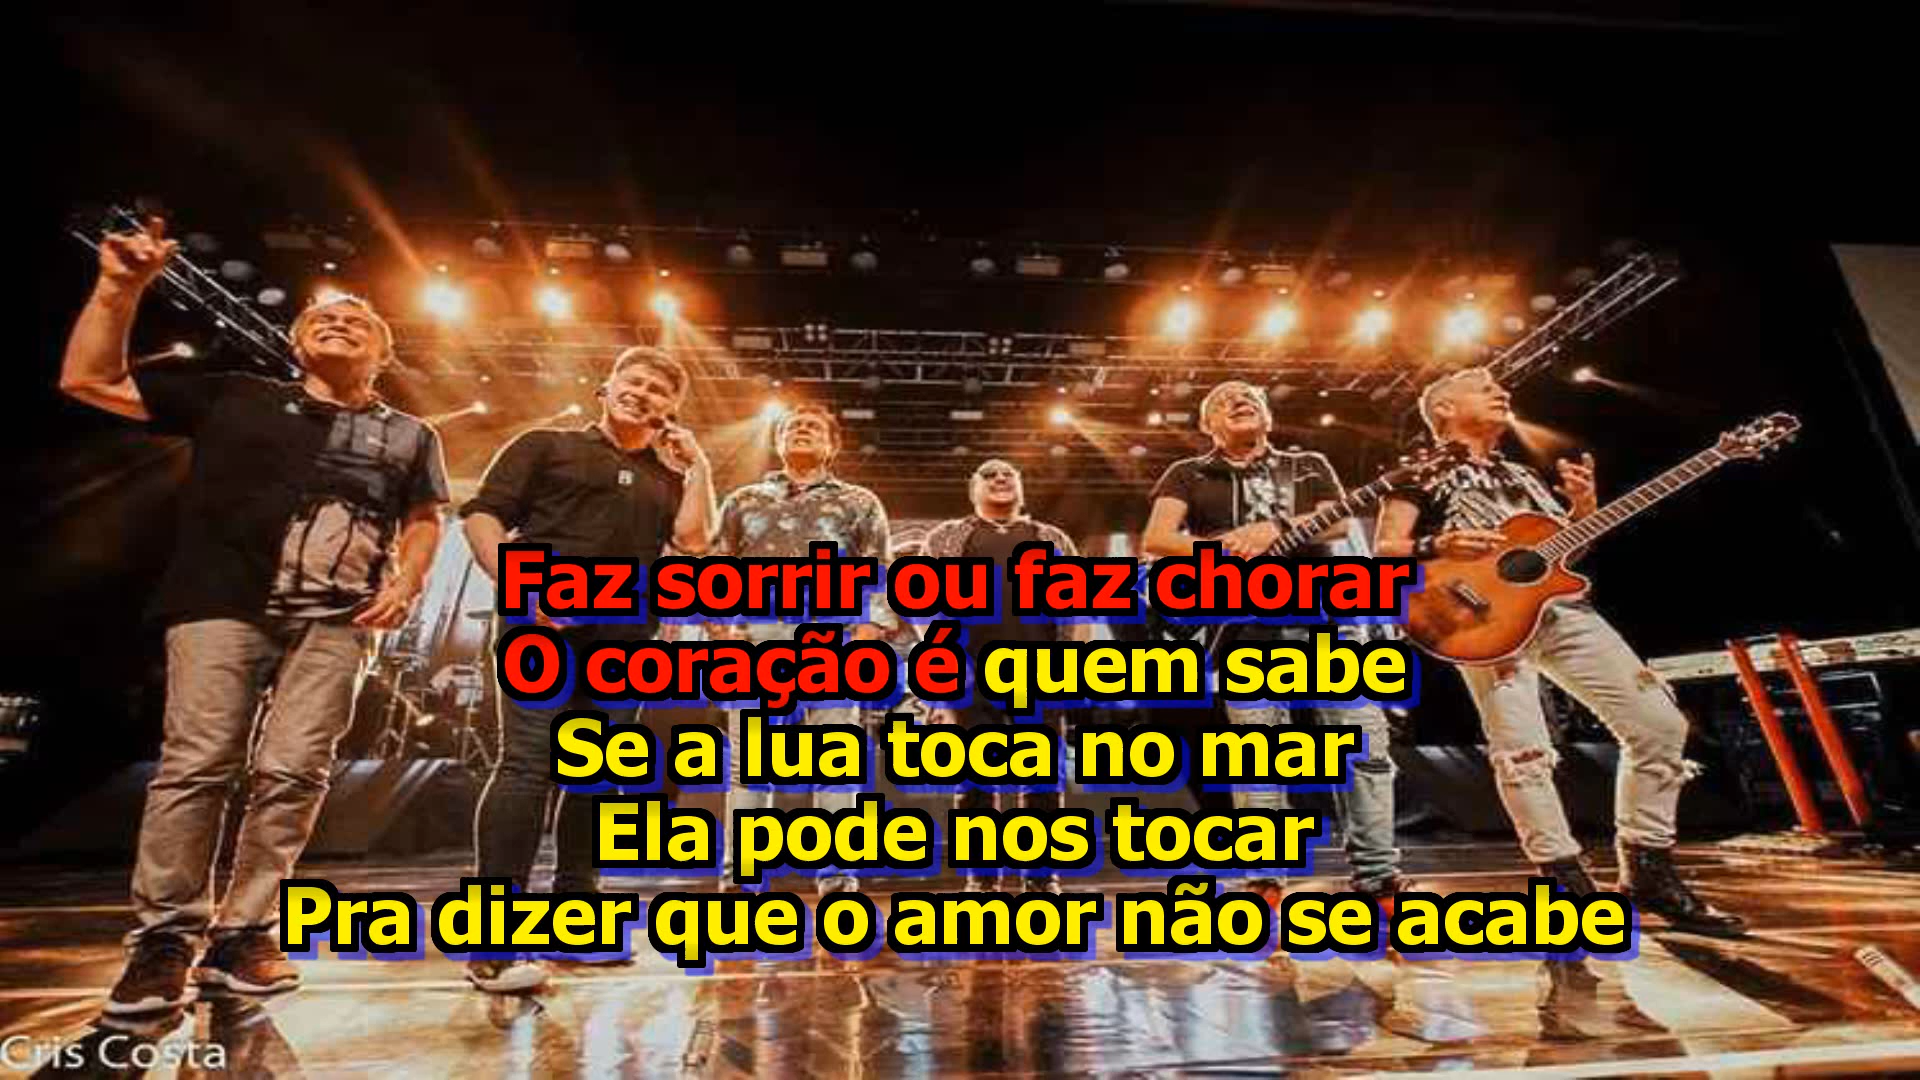 Faz sorrir ou faz chorar
O coração é quem sabe
Se a lua toca no mar
Ela pode nos tocar
Pra dizer que o amor não se acabe
Cris Costa